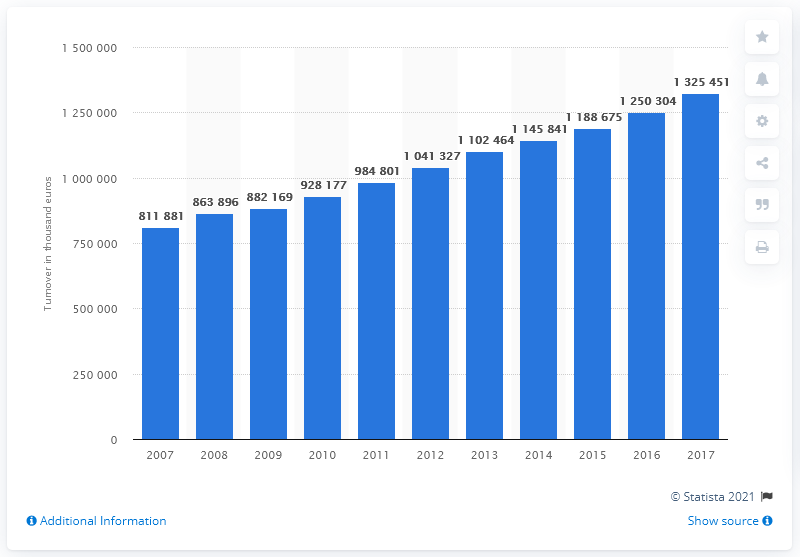 1 500 000
1 250 000
1 000 000
750 000
500 000
250 000
0
Turnover in thousand euros
811 881
863 896
882 169
928 177
984 801
1 041 327
1 102 464
1 145 841
1 188 675
1 250 304
1 325 451
2007 2008 2009 2010 2011 2012 2013 2014 2015 2016 2017
© Statista 2021
Additional Information
Show source